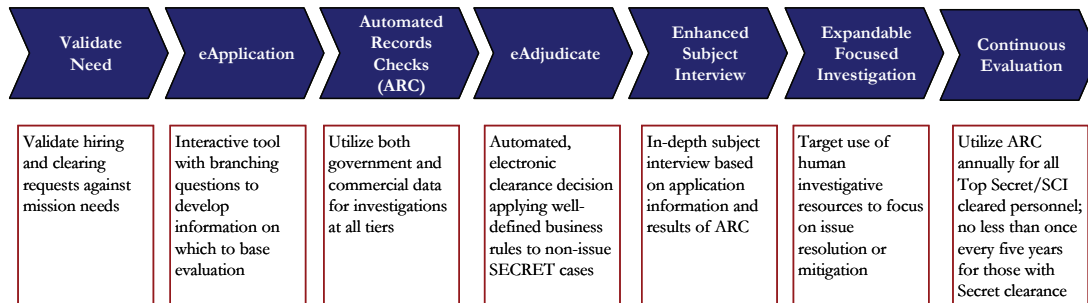 Validate
Need
eApplication
Automated
Records
Checks
(ARC)
eAdjudicate
Enhanced
Subject
Interview
Expandable
Focused
Investigation
Continuous
Evaluation
Validate hiring
and clearing
requests against
mission needs
Interactive tool
with branching
questions to
develop
information on
which to base
evaluation
Utilize both
government and
commercial data
for investigations
at all tiers
Automated,
electronic
clearance decision
applying well-
defined business
rules to non-issue
SECRET cases
In-depth subject
interview based
on application
information and
results of ARC
Target use of
human
investigative
resources to focus
on issue
resolution or
mitigation
Utilize ARC
annually for all
Top Secret/SCI
cleared personnel;
no less than once
every five years
for those with
Secret clearance